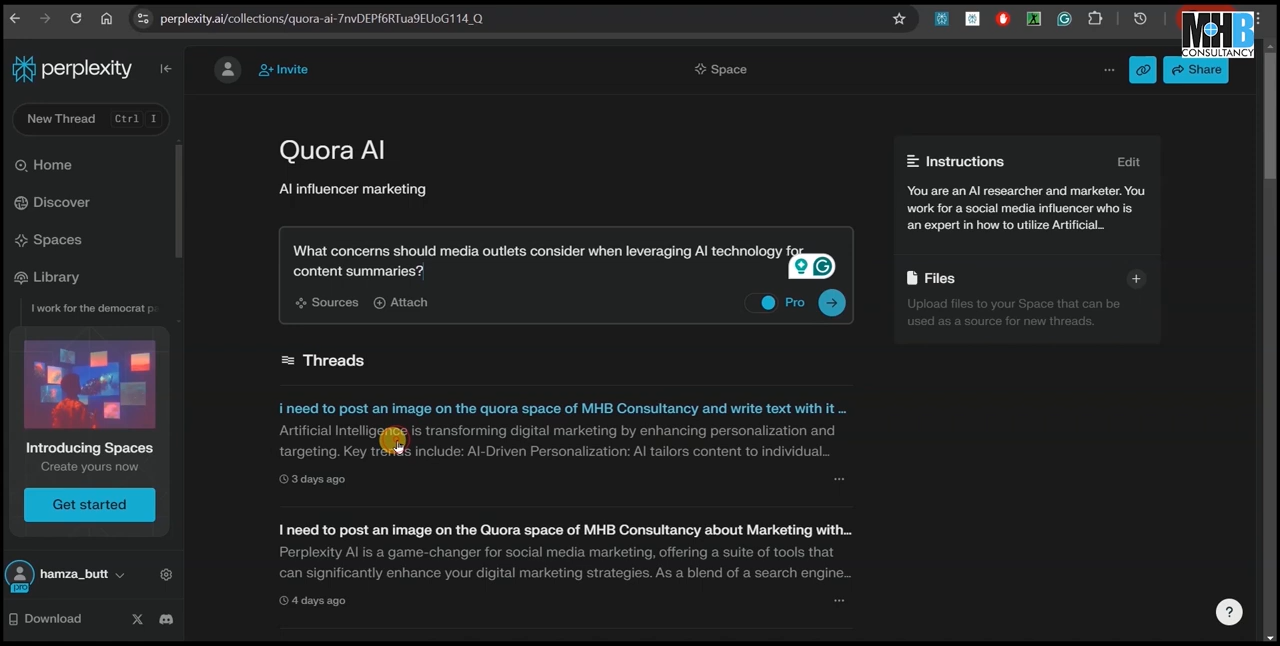 perplexity.ai/collections/quora-ai-7nvDEPf6RTua9EUoG114_Q
MHB
CONSULTANCY
perplexity
Invite
Space
Share
New Thread Ctrl I
Home
Discover
Spaces
Library
I work for the democrat pa
Introducing Spaces
Create yours now
Get started
hamza_butt
pro
Download
Quora AI
AI influencer marketing
What concerns should media outlets consider when leveraging AI technology for
content summaries?
Sources Attach Pro
Threads
i need to post an image on the quora space of MHB Consultancy and write text with it ...
Artificial Intelligence is transforming digital marketing by enhancing personalization and
targeting. Key trends include: AI-Driven Personalization: AI tailors content to individual...
3 days ago
I need to post an image on the Quora space of MHB Consultancy about Marketing with...
Perplexity AI is a game-changer for social media marketing, offering a suite of tools that
can significantly enhance your digital marketing strategies. As a blend of a search engine...
4 days ago
Instructions Edit
You are an AI researcher and marketer. You
work for a social media influencer who is
an expert in how to utilize Artificial...
Files +
Upload files to your Space that can be
used as a source for new threads.
?